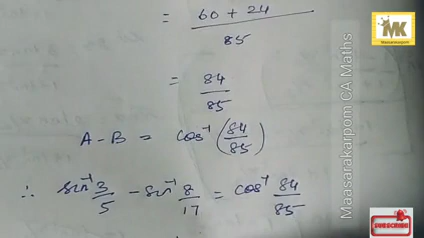 = 60 + 24 / 85
= 84 / 85
A - B = cos⁻¹ (84/85)
∴ sin⁻¹ 3/5 - sin⁻¹ 8/17 = cos⁻¹ 84/85
Maasarakarpom CA Maths
MK
Maasarakarpom
SUBSCRIBE